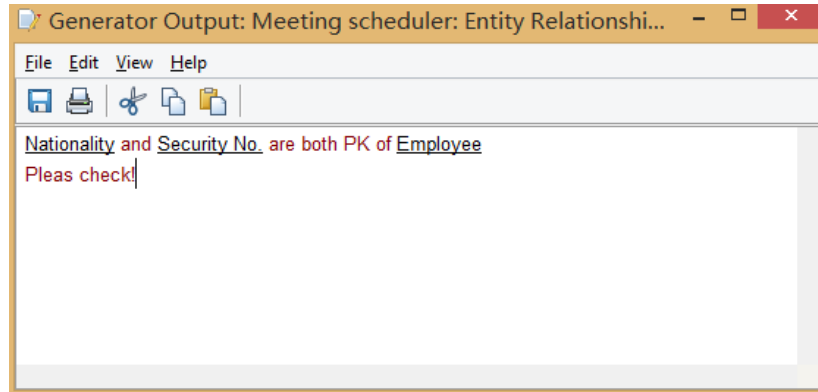 Generator Output: Meeting scheduler: Entity Relationshi...
File Edit View Help
Nationality and Security No. are both PK of Employee
Pleas check!